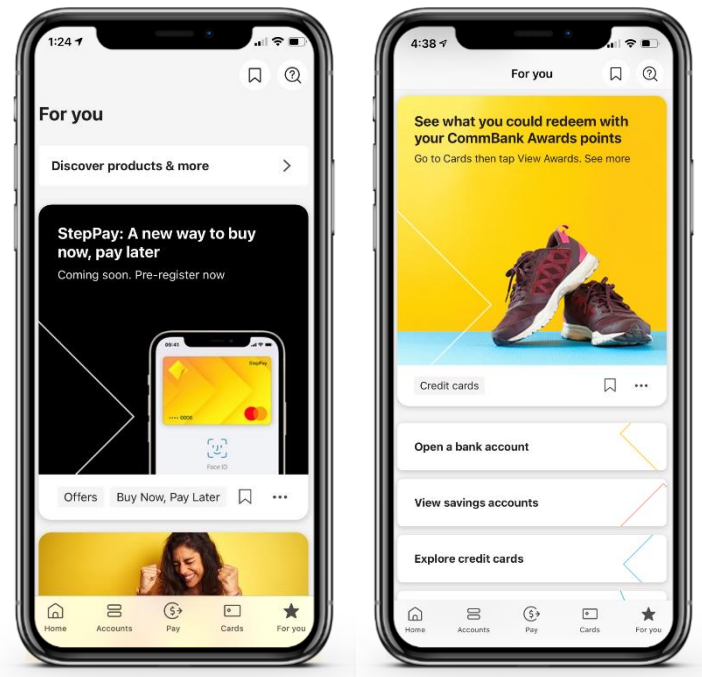 1:24
For you
Discover products & more
StepPay: A new way to buy
now, pay later
Coming soon. Pre-register now
09:41
StepPay
•••• 0000
Face ID
Offers
Buy Now, Pay Later
Home
Accounts
Pay
Cards
For you
4:38
For you
See what you could redeem with
your CommBank Awards points
Go to Cards then tap View Awards. See more
Credit cards
Open a bank account
View savings accounts
Explore credit cards
Home
Accounts
Pay
Cards
For you